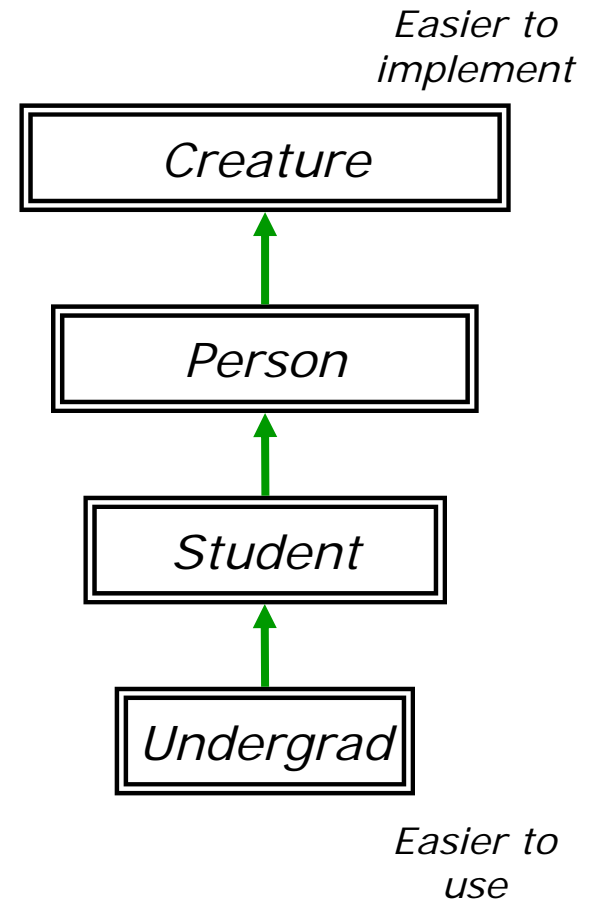 Easier to
implement
Creature
Person
Student
Undergrad
Easier to
use